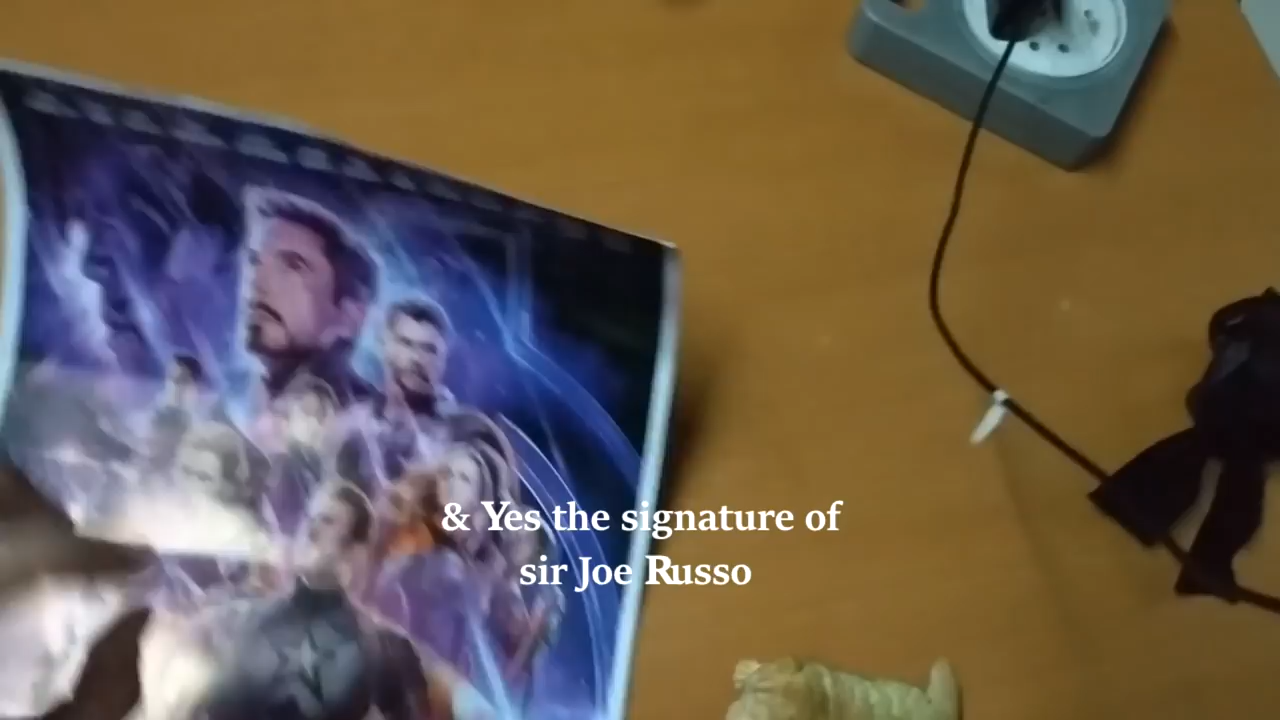 & Yes the signature of
sir Joe Russo